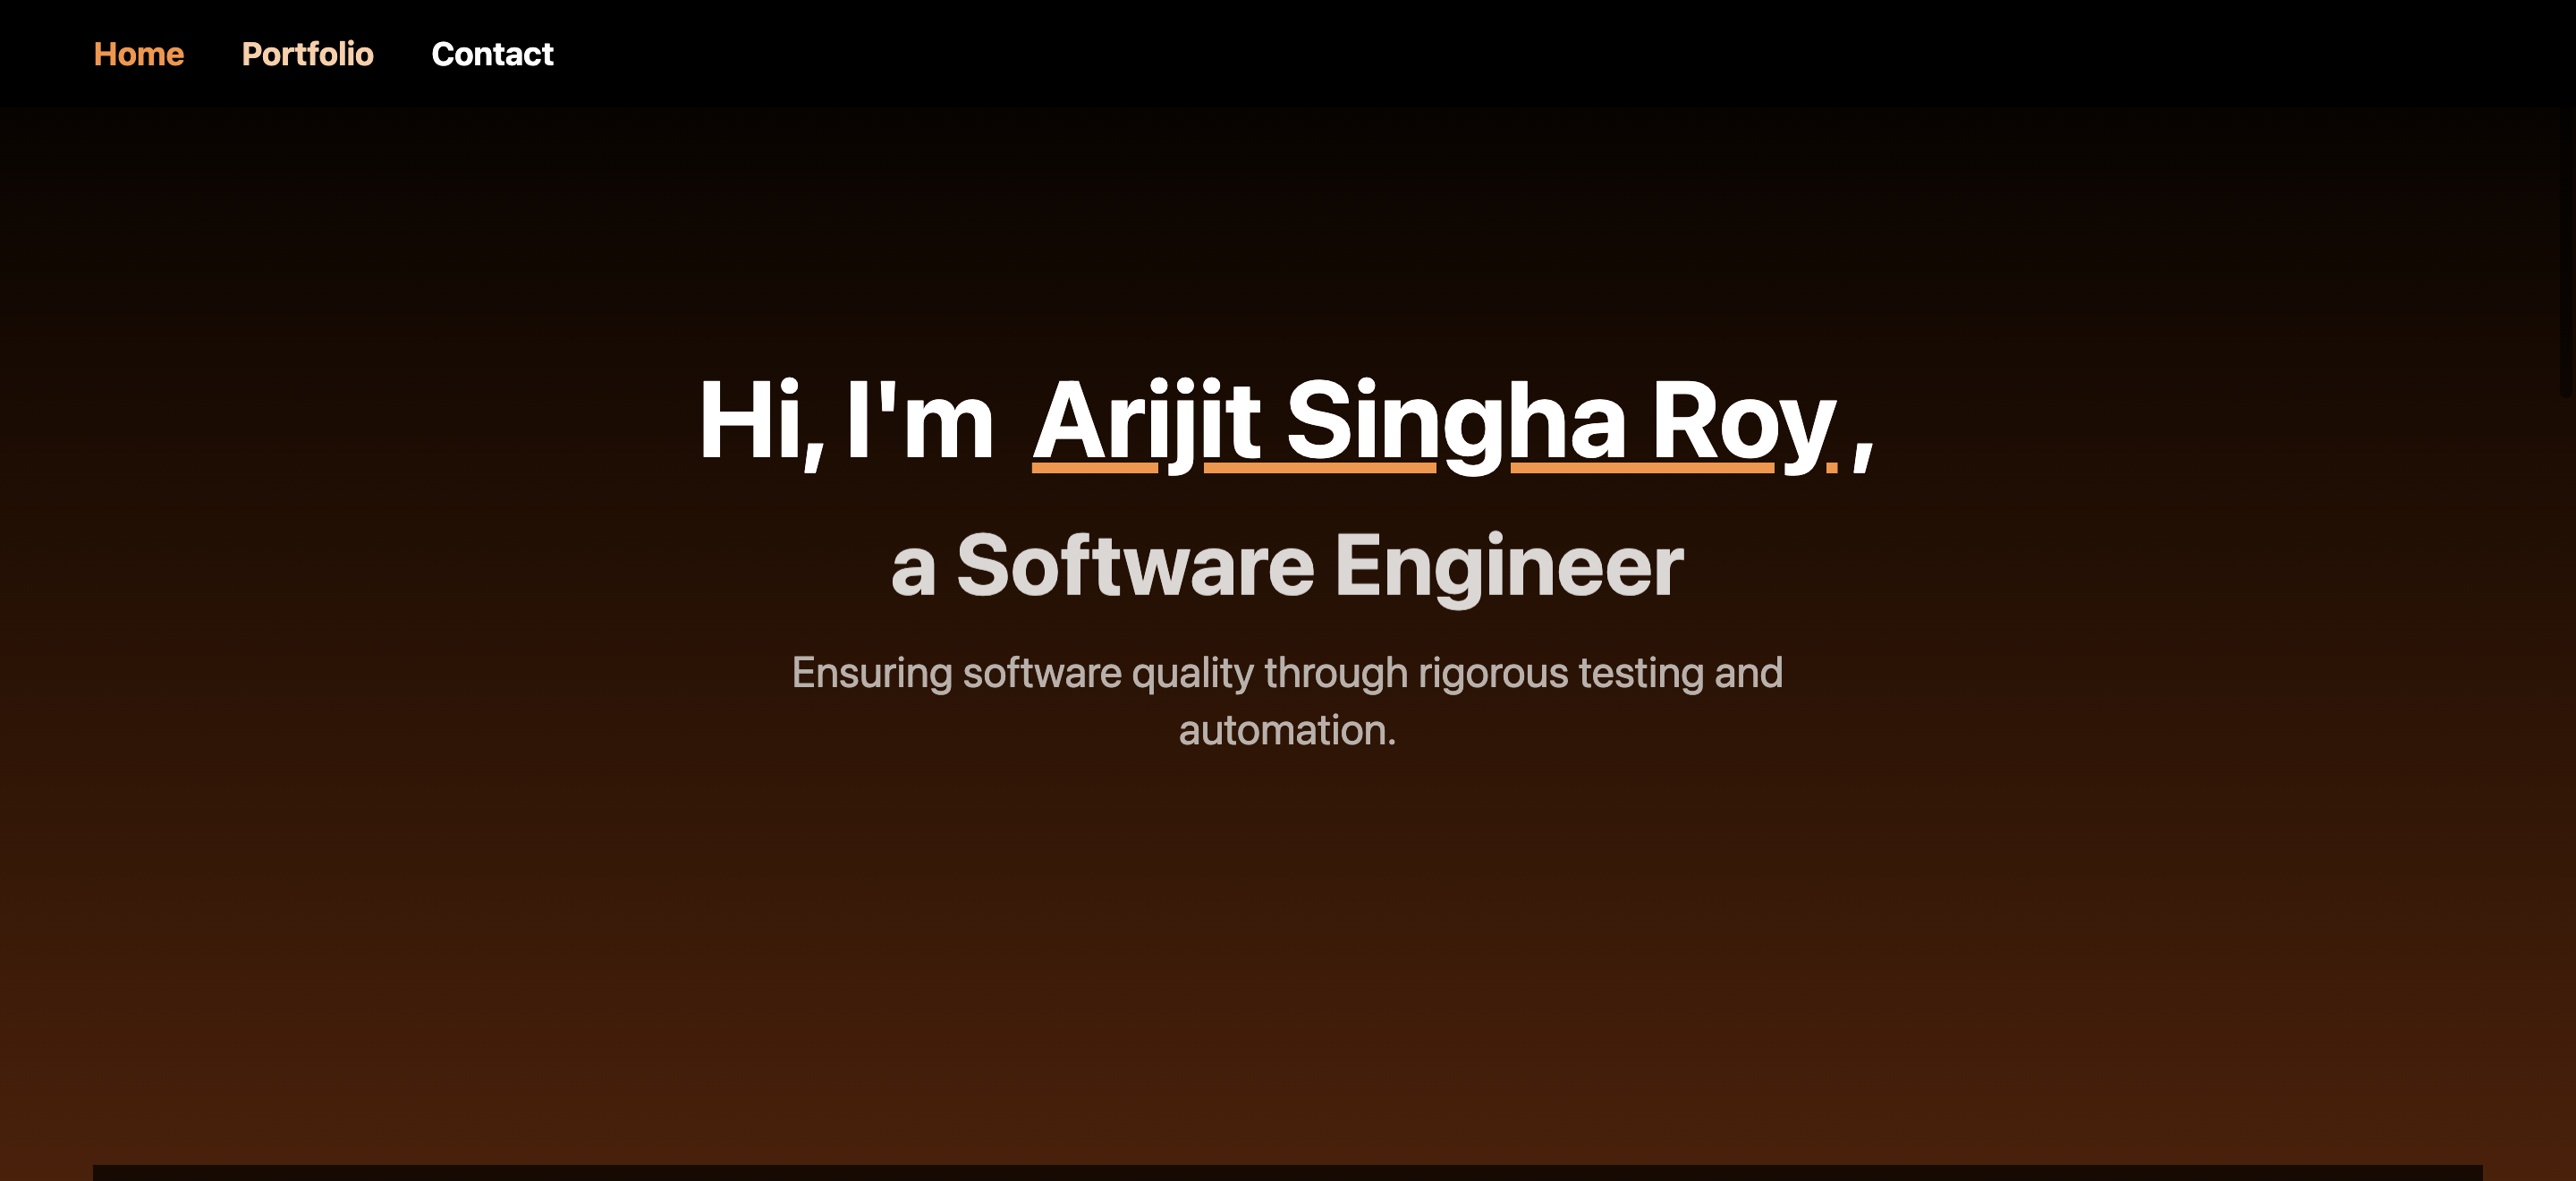 Home Portfolio Contact
Hi, I'm Arijit Singha Roy,
a Software Engineer
Ensuring software quality through rigorous testing and
automation.